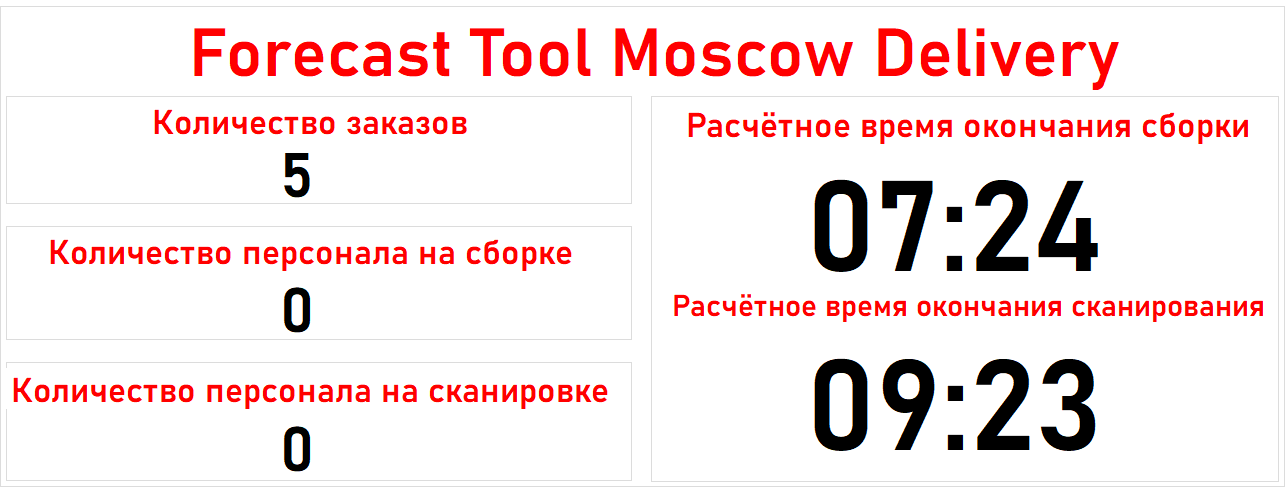 Forecast Tool Moscow Delivery
Количество заказов
5
Количество персонала на сборке
0
Количество персонала на сканировке
0
Расчётное время окончания сборки
07:24
Расчётное время окончания сканирования
09:23